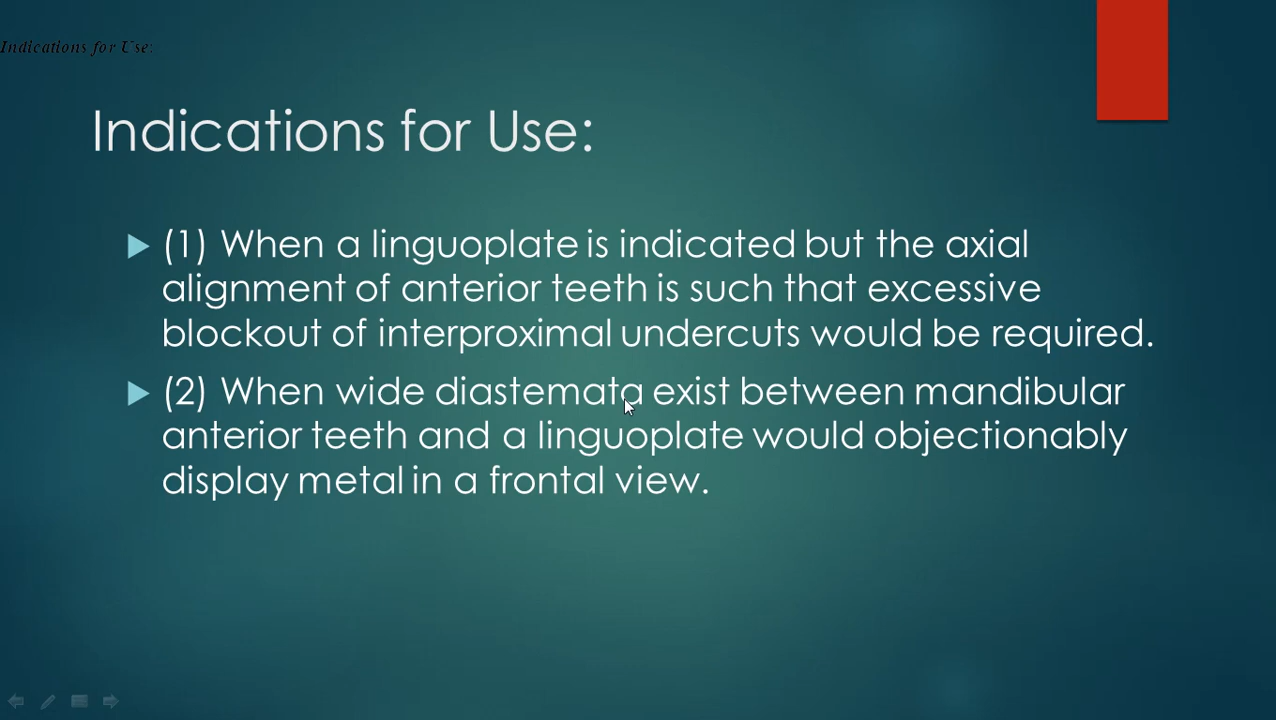 Indications for Use:
Indications for Use:
(1) When a linguoplate is indicated but the axial
alignment of anterior teeth is such that excessive
blockout of interproximal undercuts would be required.
(2) When wide diastemata exist between mandibular
anterior teeth and a linguoplate would objectionably
display metal in a frontal view.